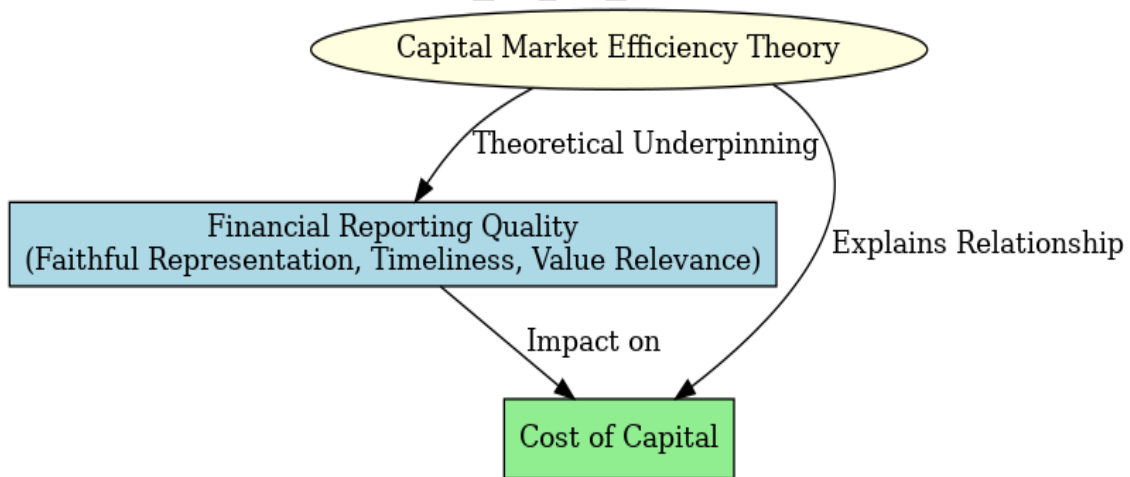 Capital Market Efficiency Theory
Theoretical Underpinning
Financial Reporting Quality
(Faithful Representation, Timeliness, Value Relevance)
Explains Relationship
Impact on
Cost of Capital